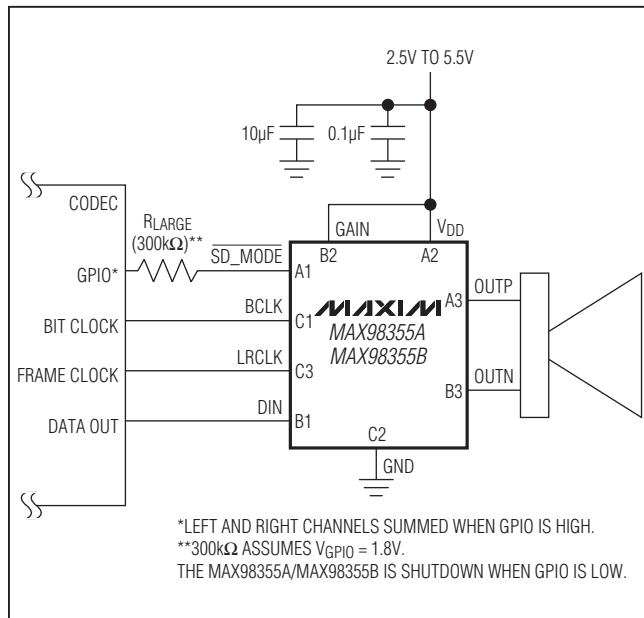 2.5V TO 5.5V
10µF
0.1µF
CODEC
RLARGE
(300kΩ)**
GAIN
VDD
SD_MODE
B2
A2
GPIO*
A1
OUTP
A3
BCLK
MAXIM
BIT CLOCK
C1
MAX98355A
MAX98355B
LRCLK
FRAME CLOCK
C3
OUTN
B3
DIN
DATA OUT
B1
C2
GND
*LEFT AND RIGHT CHANNELS SUMMED WHEN GPIO IS HIGH.
**300kΩ ASSUMES VGPIO = 1.8V.
THE MAX98355A/MAX98355B IS SHUTDOWN WHEN GPIO IS LOW.